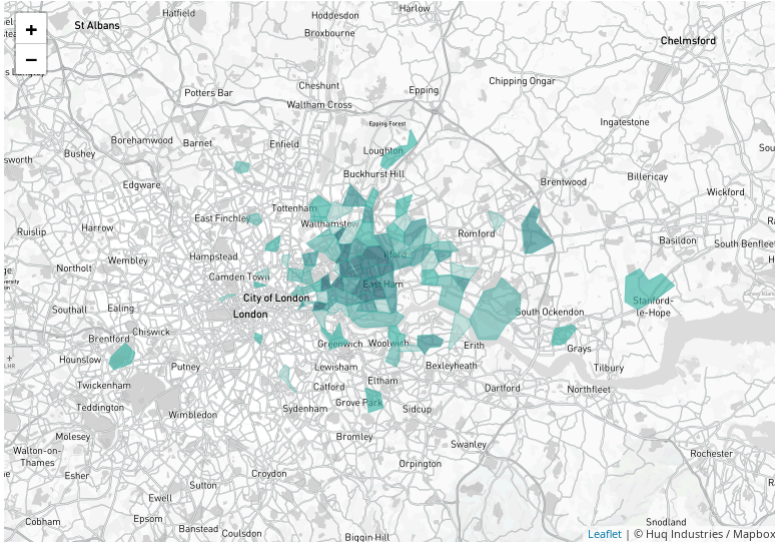 Hatfield
Harlow
St Albans
Hoddesdon
Broxbourne
Chelmsford
+
−
Cheshunt
Chipping Ongar
Potters Bar
Epping
Waltham Cross
Ingatestone
Epping Forest
Borehamwood
Barnet
Enfield
Bushey
Loughton
sworth
Buckhurst Hill
Billericay
Edgware
Brentwood
Wickford
Tottenham
East Finchley
Walthamstow
Harrow
Ruislip
Romford
Basildon
South Benfleet
Wembley
Hampstead
Northolt
Ilford
Camden Town
East Ham
City of London
Stanford-
le-Hope
Southall
Ealing
London
South Ockendon
Chiswick
Brentford
Greenwich
Woolwich
Erith
Grays
Hounslow
Putney
Lewisham
Bexleyheath
Tilbury
LHR
Twickenham
Catford
Eltham
Dartford
Northfleet
Teddington
Wimbledon
Sydenham
Grove Park
Sidcup
Molesey
Bromley
Swanley
Walton-on-
Thames
Rochester
Orpington
Esher
Croydon
Sutton
Ewell
Cobham
Epsom
Banstead
Coulsdon
Biggin Hill
Snodland
Leaflet | © Huq Industries / Mapbox